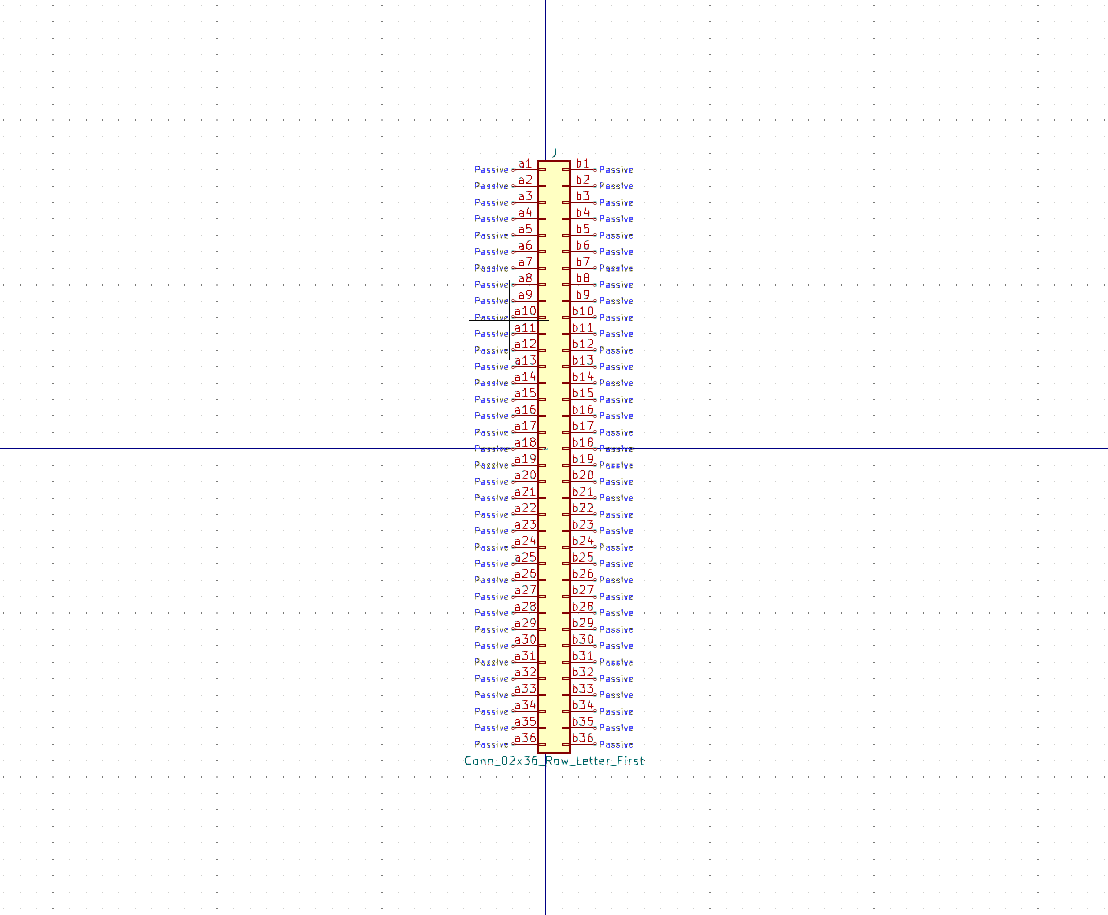 J
Passive a1 b1 Passive
Passive a2 b2 Passive
Passive a3 b3 Passive
Passive a4 b4 Passive
Passive a5 b5 Passive
Passive a6 b6 Passive
Passive a7 b7 Passive
Passive a8 b8 Passive
Passive a9 b9 Passive
Passive a10 b10 Passive
Passive a11 b11 Passive
Passive a12 b12 Passive
Passive a13 b13 Passive
Passive a14 b14 Passive
Passive a15 b15 Passive
Passive a16 b16 Passive
Passive a17 b17 Passive
Passive a18 b18 Passive
Passive a19 b19 Passive
Passive a20 b20 Passive
Passive a21 b21 Passive
Passive a22 b22 Passive
Passive a23 b23 Passive
Passive a24 b24 Passive
Passive a25 b25 Passive
Passive a26 b26 Passive
Passive a27 b27 Passive
Passive a28 b28 Passive
Passive a29 b29 Passive
Passive a30 b30 Passive
Passive a31 b31 Passive
Passive a32 b32 Passive
Passive a33 b33 Passive
Passive a34 b34 Passive
Passive a35 b35 Passive
Passive a36 b36 Passive
Conn_02x36_Row_Letter_First